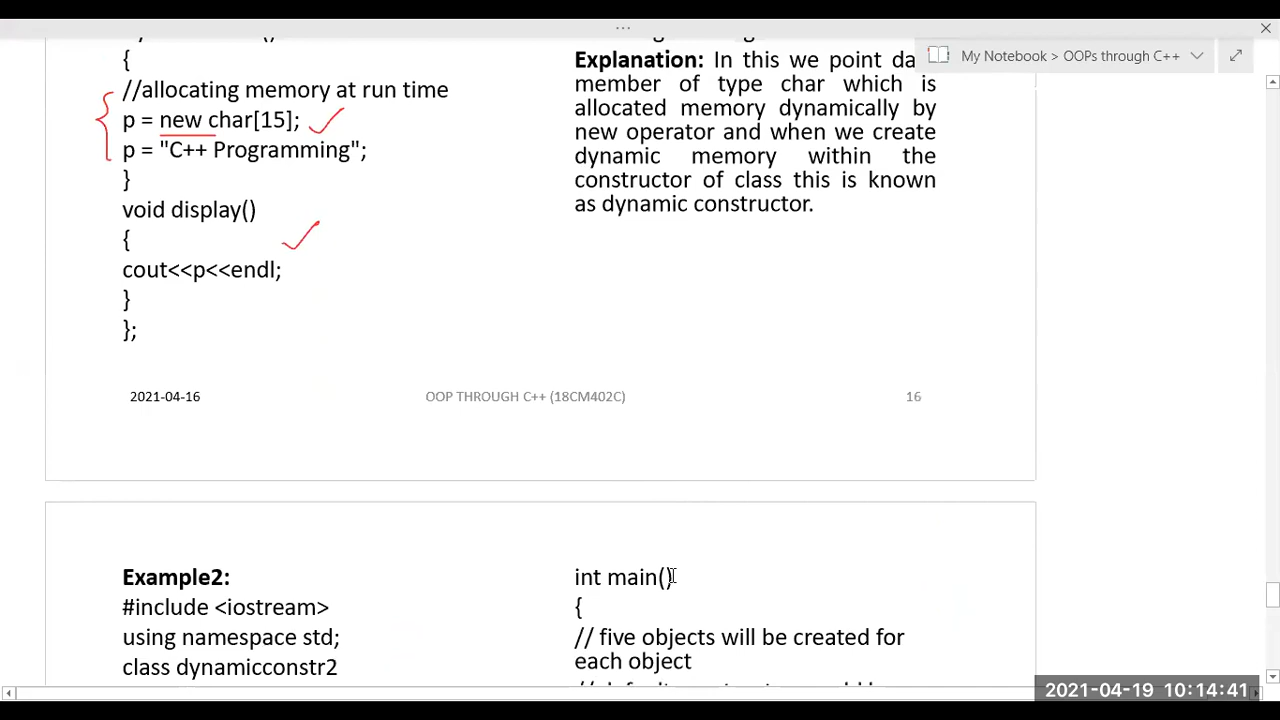 My Notebook > OOPs through C++
{
//allocating memory at run time
p = new char[15];
p = "C++ Programming";
}
void display()
{
cout<<p<<endl;
}
};
Explanation: In this we point da
member of type char which is
allocated memory dynamically by
new operator and when we create
dynamic memory within the
constructor of class this is known
as dynamic constructor.
2021-04-16
OOP THROUGH C++ (18CM402C)
16
Example2:
#include <iostream>
using namespace std;
class dynamicconstr2
int main()
{
// five objects will be created for
each object
2021-04-19 10:14:41